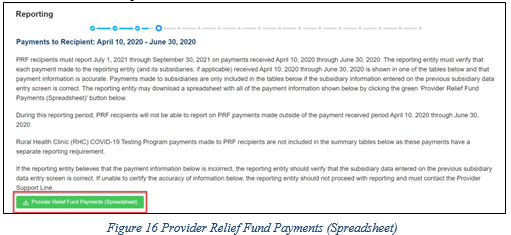 Reporting
Payments to Recipient: April 10, 2020 - June 30, 2020
PRF recipients must report July 1, 2021 through September 30, 2021 on payments received April 10, 2020 through June 30, 2020. The reporting entity must verify that
each payment made to the reporting entity (and its subsidiaries, if applicable) received April 10, 2020 through June 30, 2020 is shown in one of the tables below and that
payment information is accurate. Payments made to subsidiaries are only included in the tables below if the subsidiary information entered on the previous subsidiary data
entry screen is correct. The reporting entity may download a spreadsheet with all of the payment information shown below by clicking the green 'Provider Relief Fund
Payments (Spreadsheet)' button below.
During this reporting period, PRF recipients will not be able to report on PRF payments made outside of the payment received period April 10, 2020 through June 30,
2020.
Rural Health Clinic (RHC) COVID-19 Testing Program payments made to PRF recipients are not included in the summary tables below as these payments have a
separate reporting requirement.
If the reporting entity believes that the payment information below is incorrect, the reporting entity should verify that the subsidiary data entered on the previous subsidiary
data entry screen is correct. If unable to certify the accuracy of information below, the reporting entity should not proceed with reporting and must contact the Provider
Support Line.
Provider Relief Fund Payments (Spreadsheet)
Figure 16 Provider Relief Fund Payments (Spreadsheet)